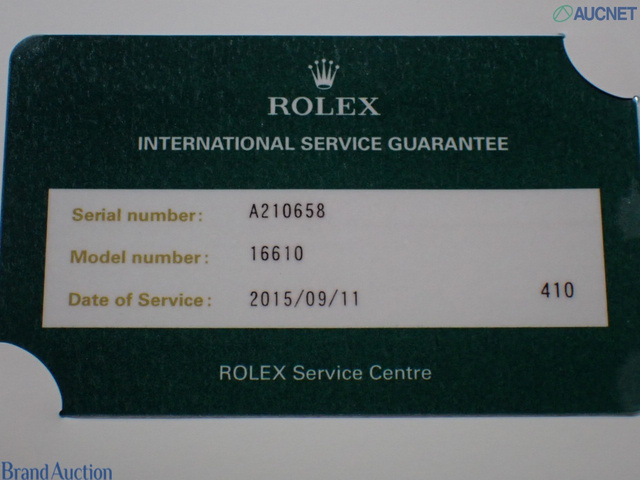 AUCNET
ROLEX
INTERNATIONAL SERVICE GUARANTEE
Serial number: A210658
Model number: 16610
Date of Service: 2015/09/11 410
ROLEX Service Centre
BrandAuction